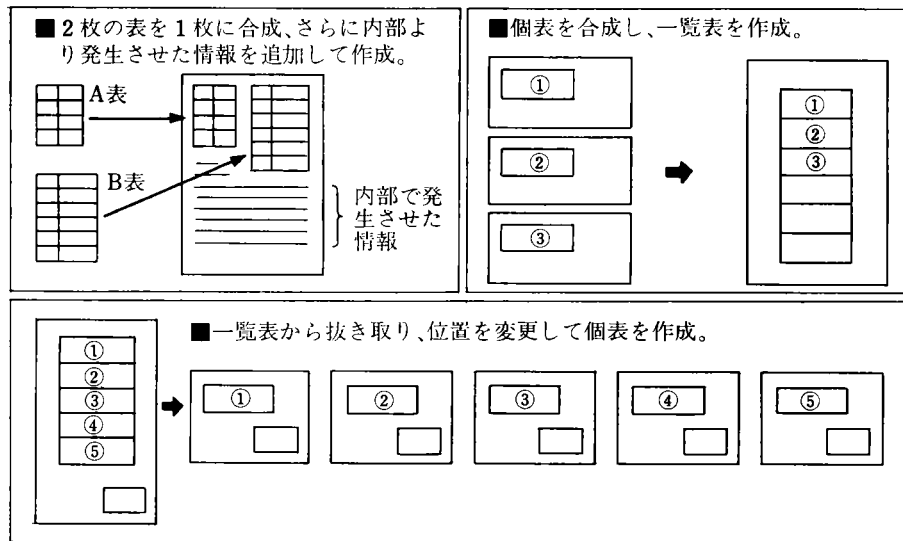 ■2枚の表を1枚に合成、さらに内部よ
り発生させた情報を追加して作成。
A表
B表
内部で発
生させた
情報
■個表を合成し、一覧表を作成。
①
②
③
①
②
③
■一覧表から抜き取り、位置を変更して個表を作成。
①
②
③
④
⑤
①
②
③
④
⑤